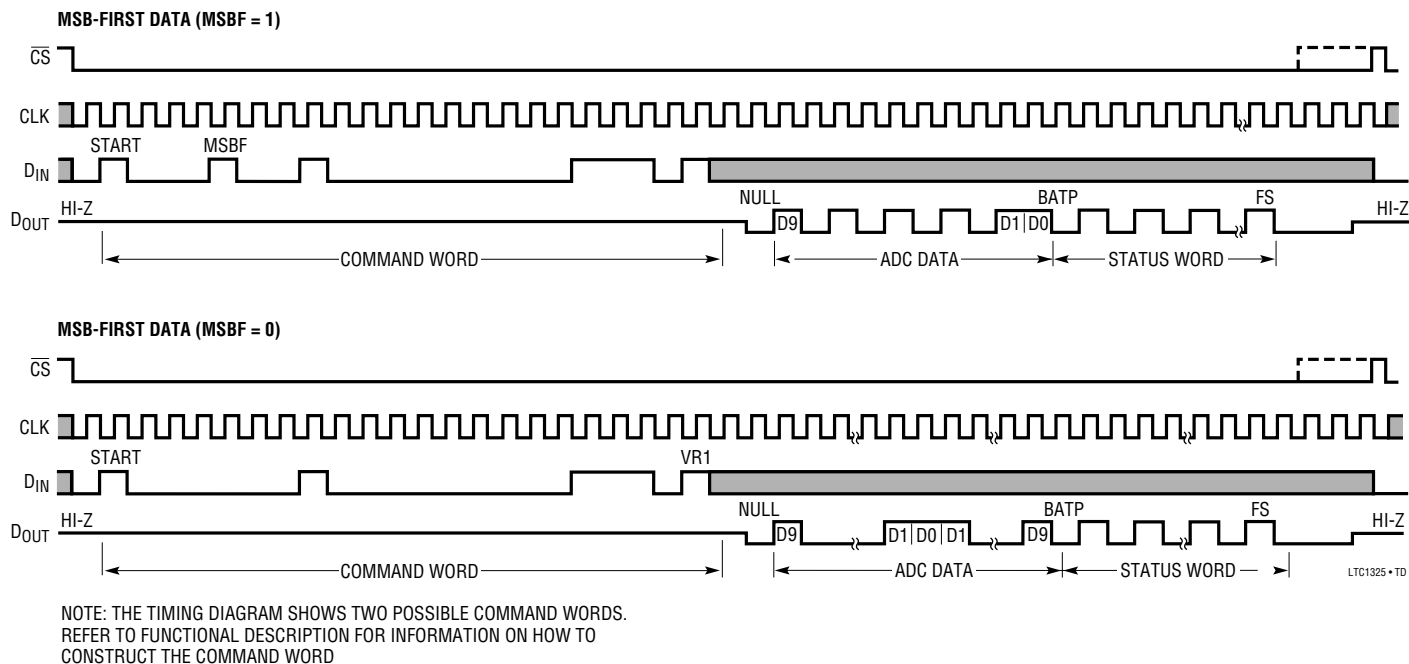 MSB-FIRST DATA (MSBF = 1)
CS
CLK
START MSBF
DIN
NULL BATP FS
HI-Z HI-Z
DOUT D9 D1 D0
COMMAND WORD ADC DATA STATUS WORD
MSB-FIRST DATA (MSBF = 0)
CS
CLK
START VR1
DIN
NULL BATP FS
HI-Z HI-Z
DOUT D9 D1 D0 D1 D9
COMMAND WORD ADC DATA STATUS WORD
LTC1325 • TD
NOTE: THE TIMING DIAGRAM SHOWS TWO POSSIBLE COMMAND WORDS.
REFER TO FUNCTIONAL DESCRIPTION FOR INFORMATION ON HOW TO
CONSTRUCT THE COMMAND WORD